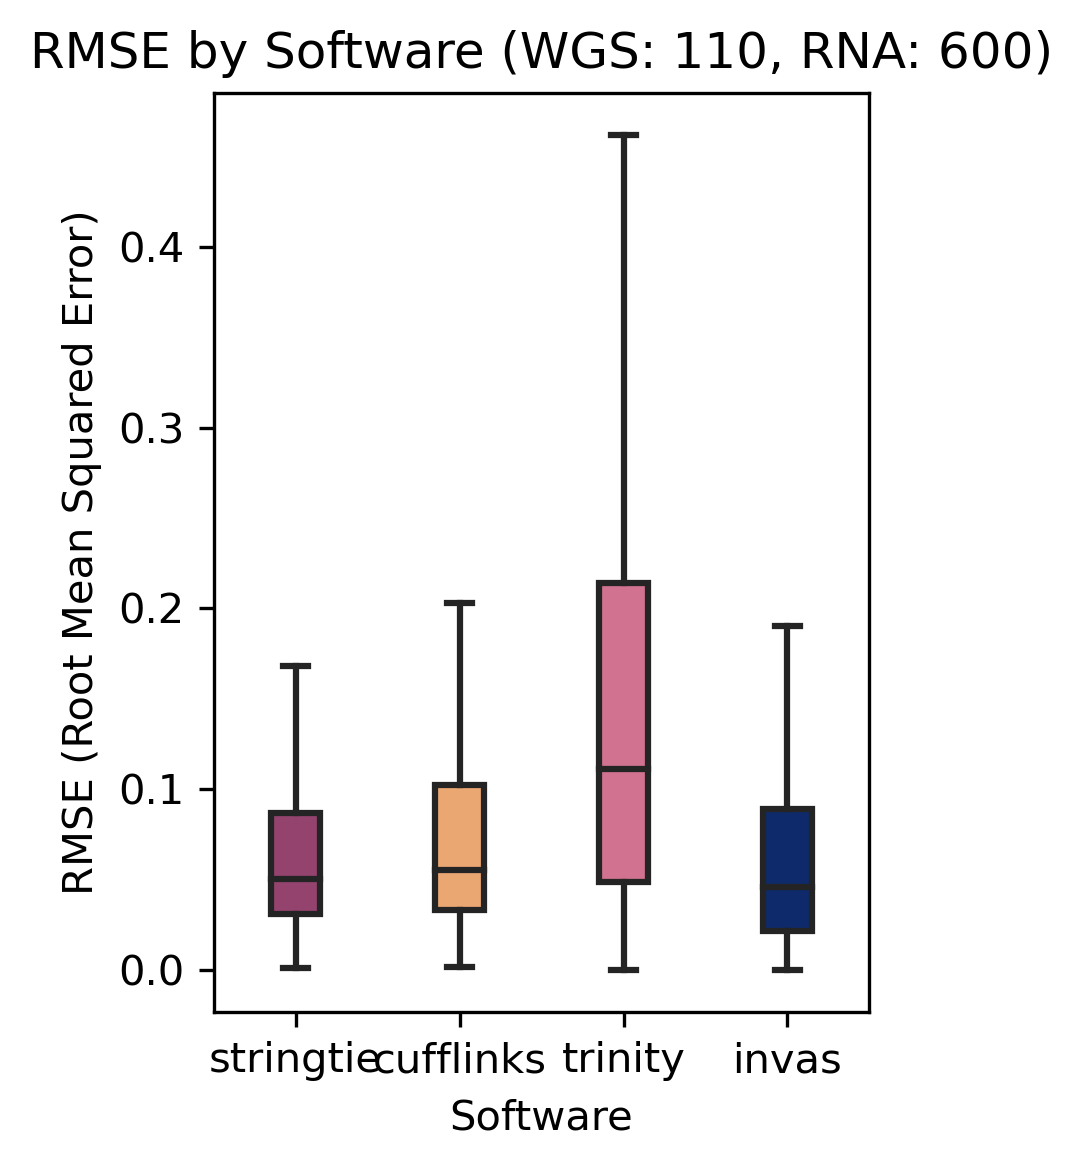 RMSE by Software (WGS: 110, RNA: 600)
RMSE (Root Mean Squared Error)
0.4
0.3
0.2
0.1
0.0
stringtie cufflinks trinity invas
Software